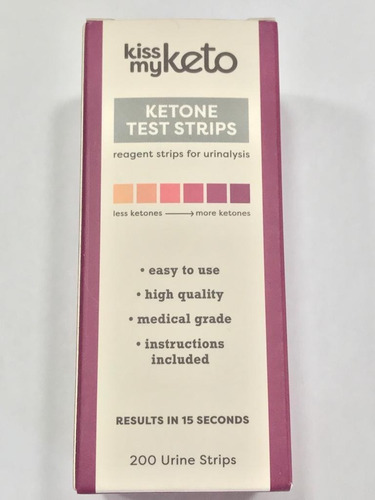 kiss
my keto
KETONE
TEST STRIPS
reagent strips for urinalysis
less ketones ⟶ more ketones
• easy to use
• high quality
• medical grade
• instructions
included
RESULTS IN 15 SECONDS
200 Urine Strips